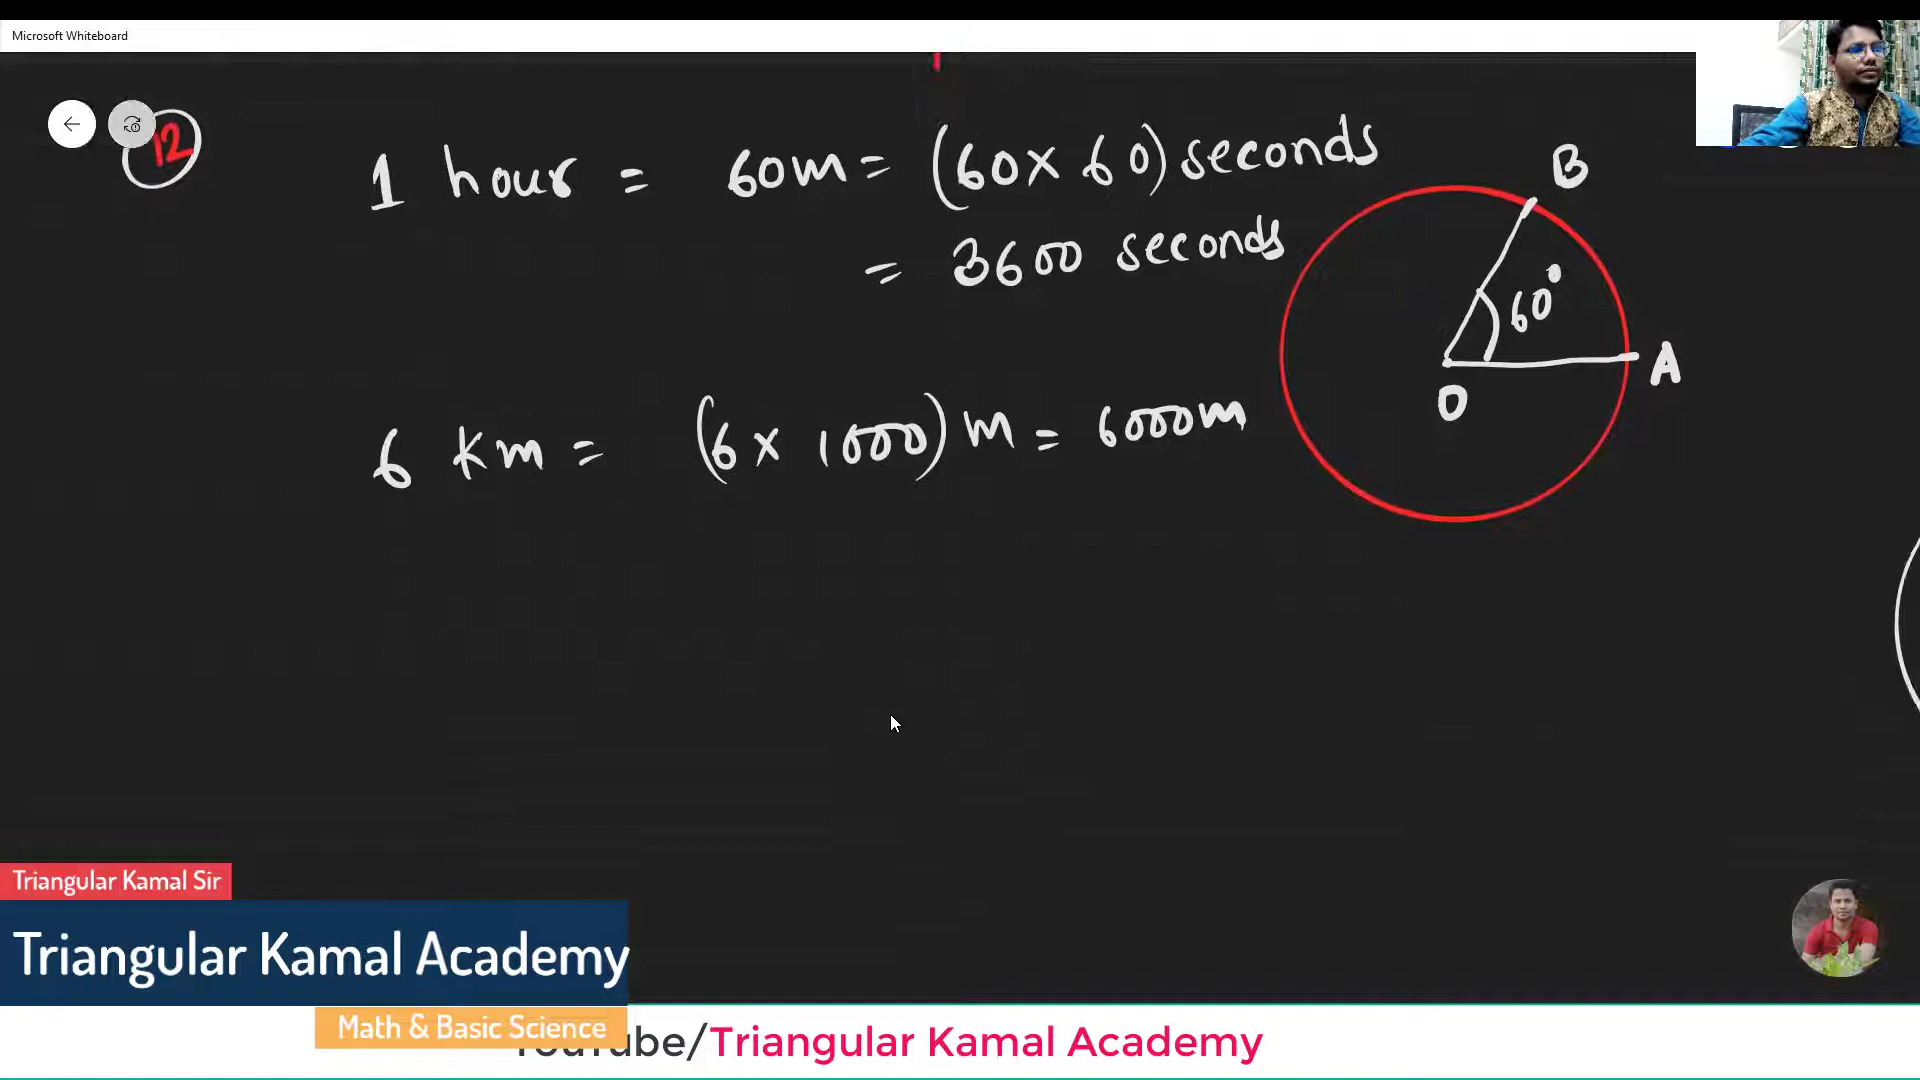 Microsoft Whiteboard
12
1 hour = 60m = (60 x 60) seconds
= 3600 seconds
B
60°
A
O
6 km = (6 x 1000) m = 6000m
Triangular Kamal Sir
Triangular Kamal Academy
Math & Basic Science
YouTube/Triangular Kamal Academy